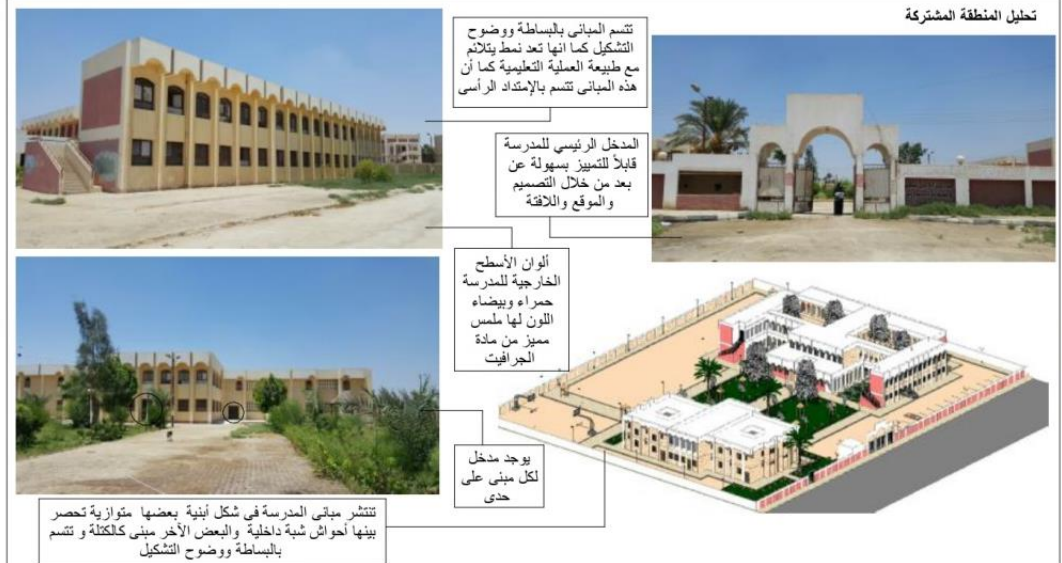 تحليل المنطقة المشتركة
تتسم المبانى بالبساطة ووضوح
التشكيل كما انها تعد نمط يتلائم
مع طبيعة العملية التعليمية كما أن
هذه المبانى تتسم بالإمتداد الرأسى
المدخل الرئيسي للمدرسة
قابلاً للتمييز بسهولة عن
بعد من خلال التصميم
والموقع واللافتة
ألوان الأسطح
الخارجية للمدرسة
حمراء وبيضاء
اللون لها ملمس
مميز من مادة
الجرافيت
يوجد مدخل
لكل مبنى على
حدى
تنتشر مبانى المدرسة فى شكل أبنية بعضها متوازية تحصر
بينها أحواش شبة داخلية والبعض الآخر مبنى كالكتلة و تتسم
بالبساطة ووضوح التشكيل